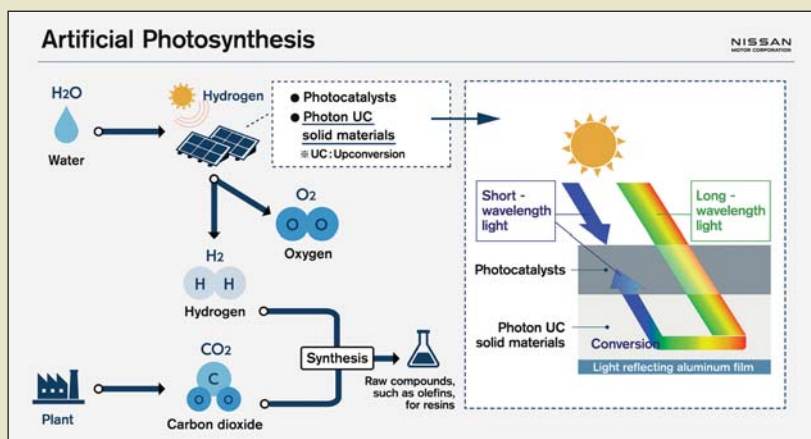 Artificial Photosynthesis
NISSAN
MOTOR CORPORATION
H2O
Water
Hydrogen
● Photocatalysts
● Photon UC
solid materials
※UC : Upconversion
O2
O O
Oxygen
H2
H H
Hydrogen
CO2
C
O O
Carbon dioxide
Plant
Synthesis
Raw compounds,
such as olefins,
for resins
Short -
wavelength
light
Long -
wavelength
light
Photocatalysts
Photon UC
solid materials
Conversion
Light reflecting aluminum film